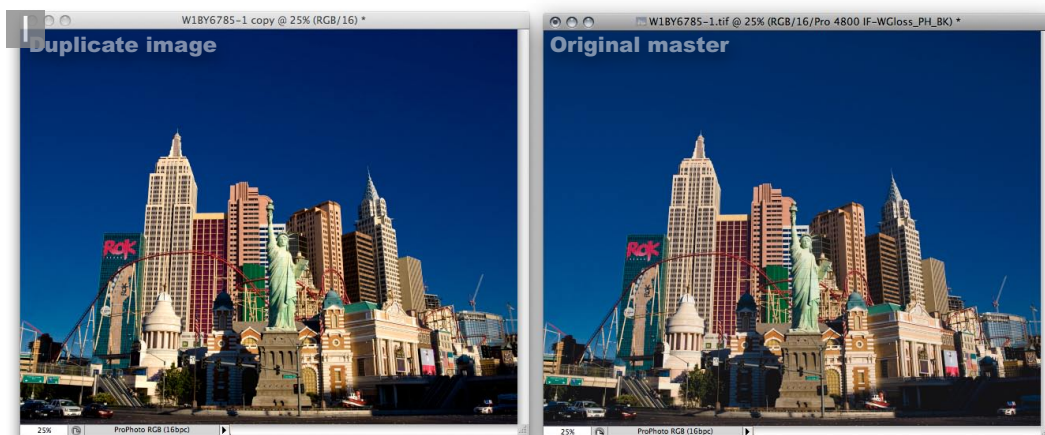 W1BY6785-1 copy @ 25% (RGB/16) *
Duplicate image
ROK
25%
ProPhoto RGB (16bpc)
W1BY6785-1.tif @ 25% (RGB/16/Pro 4800 IF-WGloss_PH_BK) *
Original master
ROK
25%
ProPhoto RGB (16bpc)